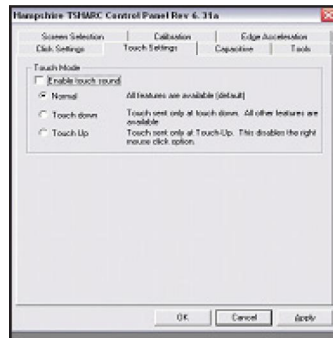 Hampshire TSHARC Control Panel Rev 6.31a
Screen Selection Calibration Edge Acceleration
Click Settings Touch Settings Capacitive Tools
Touch Mode
Enable touch sound
Normal All features are available (default)
Touch down Touch sent only at touch down. All other features are
available
Touch Up Touch sent only at Touch-Up. This disables the right
mouse click option.
OK Cancel Apply